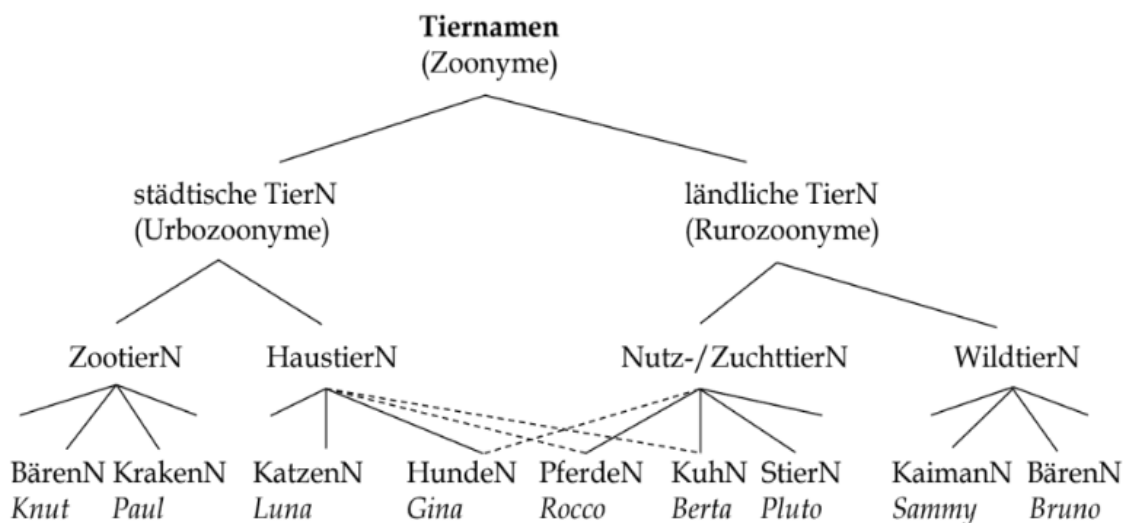 Tiernamen
(Zoonyme)
städtische TierN
(Urbozoonyme)
ländliche TierN
(Rurozoonyme)
ZootierN
HaustierN
Nutz-/ZuchttierN
WildtierN
BärenN
Knut
KrakenN
Paul
KatzenN
Luna
HundeN
Gina
PferdeN
Rocco
KuhN
Berta
StierN
Pluto
KaimanN
Sammy
BärenN
Bruno